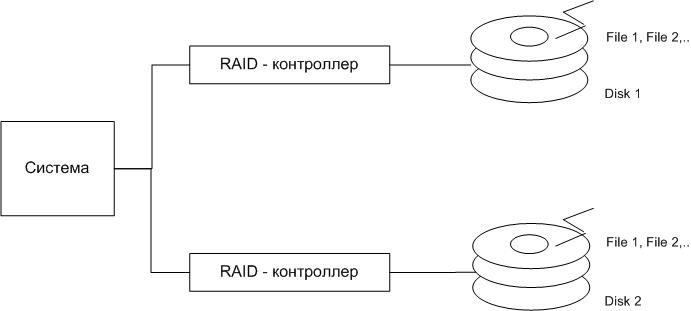 RAID - контроллер
File 1, File 2,..
Disk 1
Система
RAID - контроллер
File 1, File 2,..
Disk 2